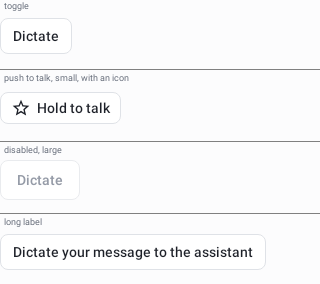 toggle
Dictate
push to talk, small, with an icon
Hold to talk
disabled, large
Dictate
long label
Dictate your message to the assistant